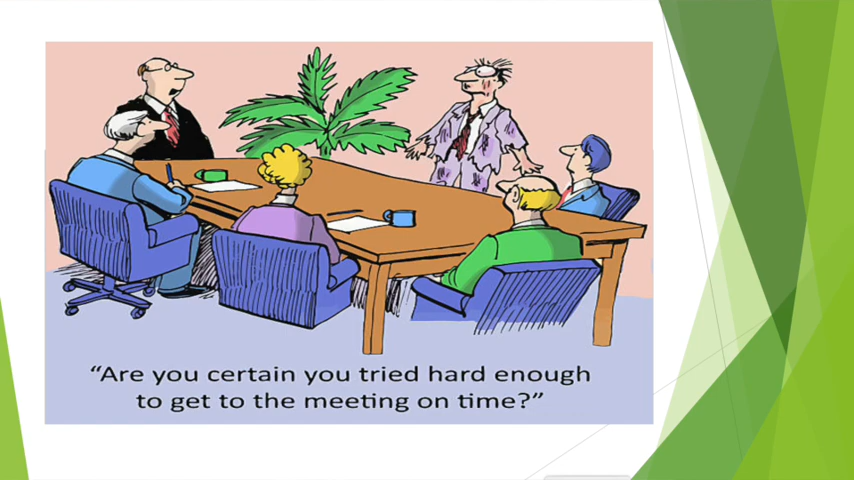 “Are you certain you tried hard enough
to get to the meeting on time?”